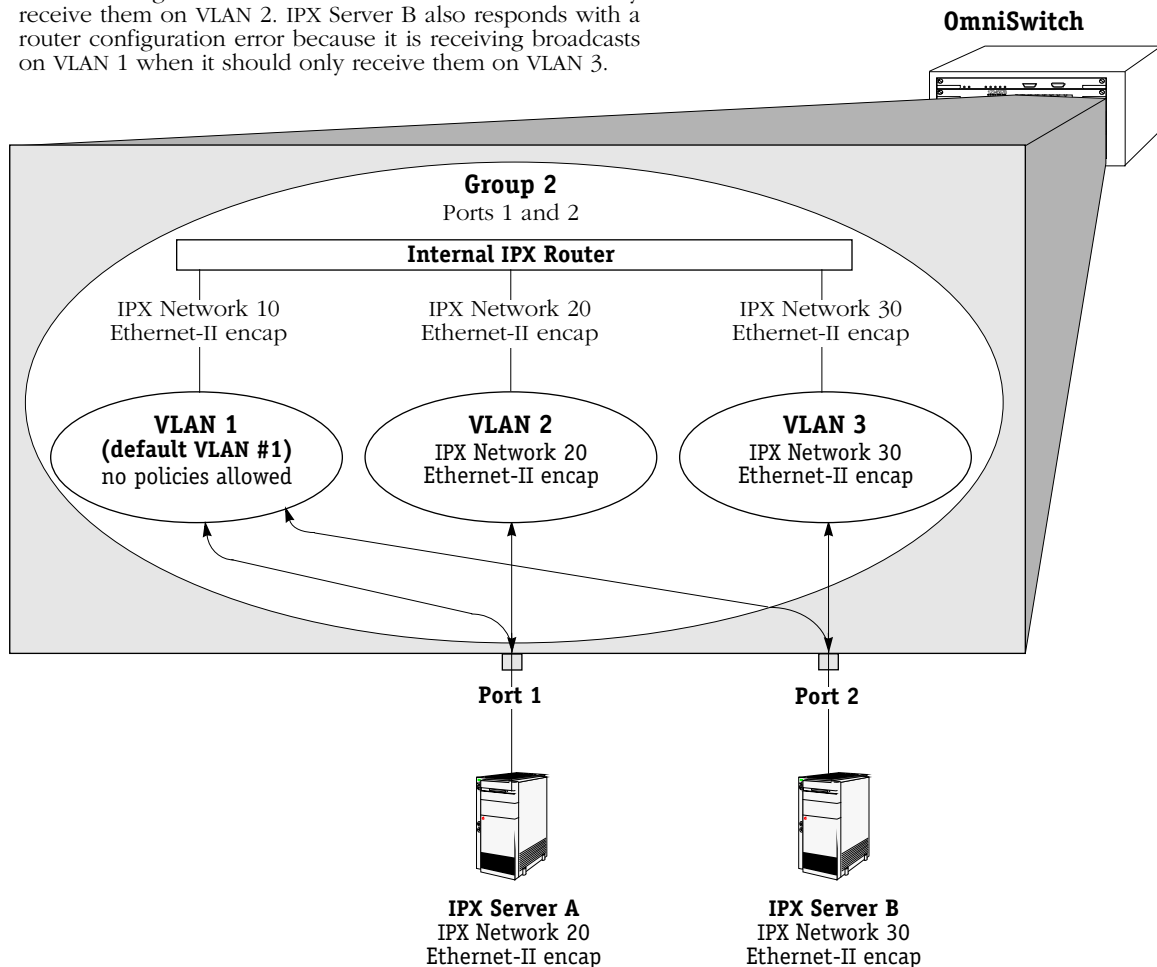 receive them on VLAN 2. IPX Server B also responds with a
router configuration error because it is receiving broadcasts
on VLAN 1 when it should only receive them on VLAN 3.
OmniSwitch
Group 2
Ports 1 and 2
Internal IPX Router
IPX Network 10
Ethernet-II encap
IPX Network 20
Ethernet-II encap
IPX Network 30
Ethernet-II encap
VLAN 1
(default VLAN #1)
no policies allowed
VLAN 2
IPX Network 20
Ethernet-II encap
VLAN 3
IPX Network 30
Ethernet-II encap
Port 1
Port 2
IPX Server A
IPX Network 20
Ethernet-II encap
IPX Server B
IPX Network 30
Ethernet-II encap